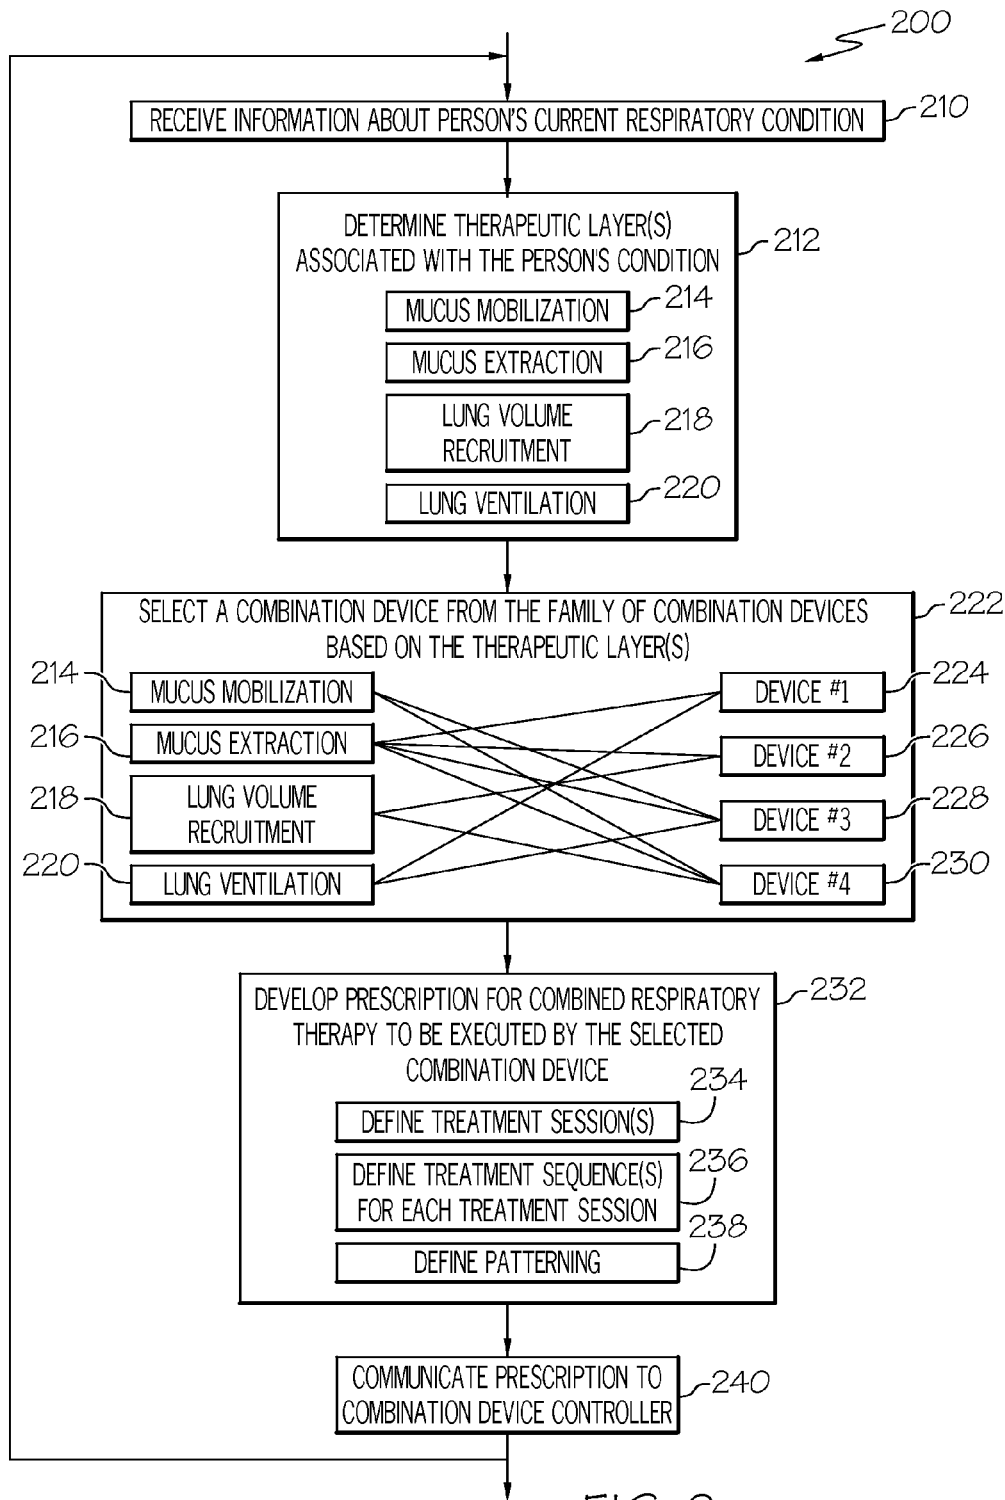 200
RECEIVE INFORMATION ABOUT PERSON'S CURRENT RESPIRATORY CONDITION
210
DETERMINE THERAPEUTIC LAYER(S)
ASSOCIATED WITH THE PERSON'S CONDITION
212
MUCUS MOBILIZATION
214
MUCUS EXTRACTION
216
LUNG VOLUME
RECRUITMENT
218
LUNG VENTILATION
220
SELECT A COMBINATION DEVICE FROM THE FAMILY OF COMBINATION DEVICES
BASED ON THE THERAPEUTIC LAYER(S)
222
214
MUCUS MOBILIZATION
DEVICE #1
224
216
MUCUS EXTRACTION
DEVICE #2
226
218
LUNG VOLUME
RECRUITMENT
DEVICE #3
228
220
LUNG VENTILATION
DEVICE #4
230
DEVELOP PRESCRIPTION FOR COMBINED RESPIRATORY
THERAPY TO BE EXECUTED BY THE SELECTED
COMBINATION DEVICE
232
234
DEFINE TREATMENT SESSION(S)
DEFINE TREATMENT SEQUENCE(S)
FOR EACH TREATMENT SESSION
236
238
DEFINE PATTERNING
COMMUNICATE PRESCRIPTION TO
COMBINATION DEVICE CONTROLLER
240